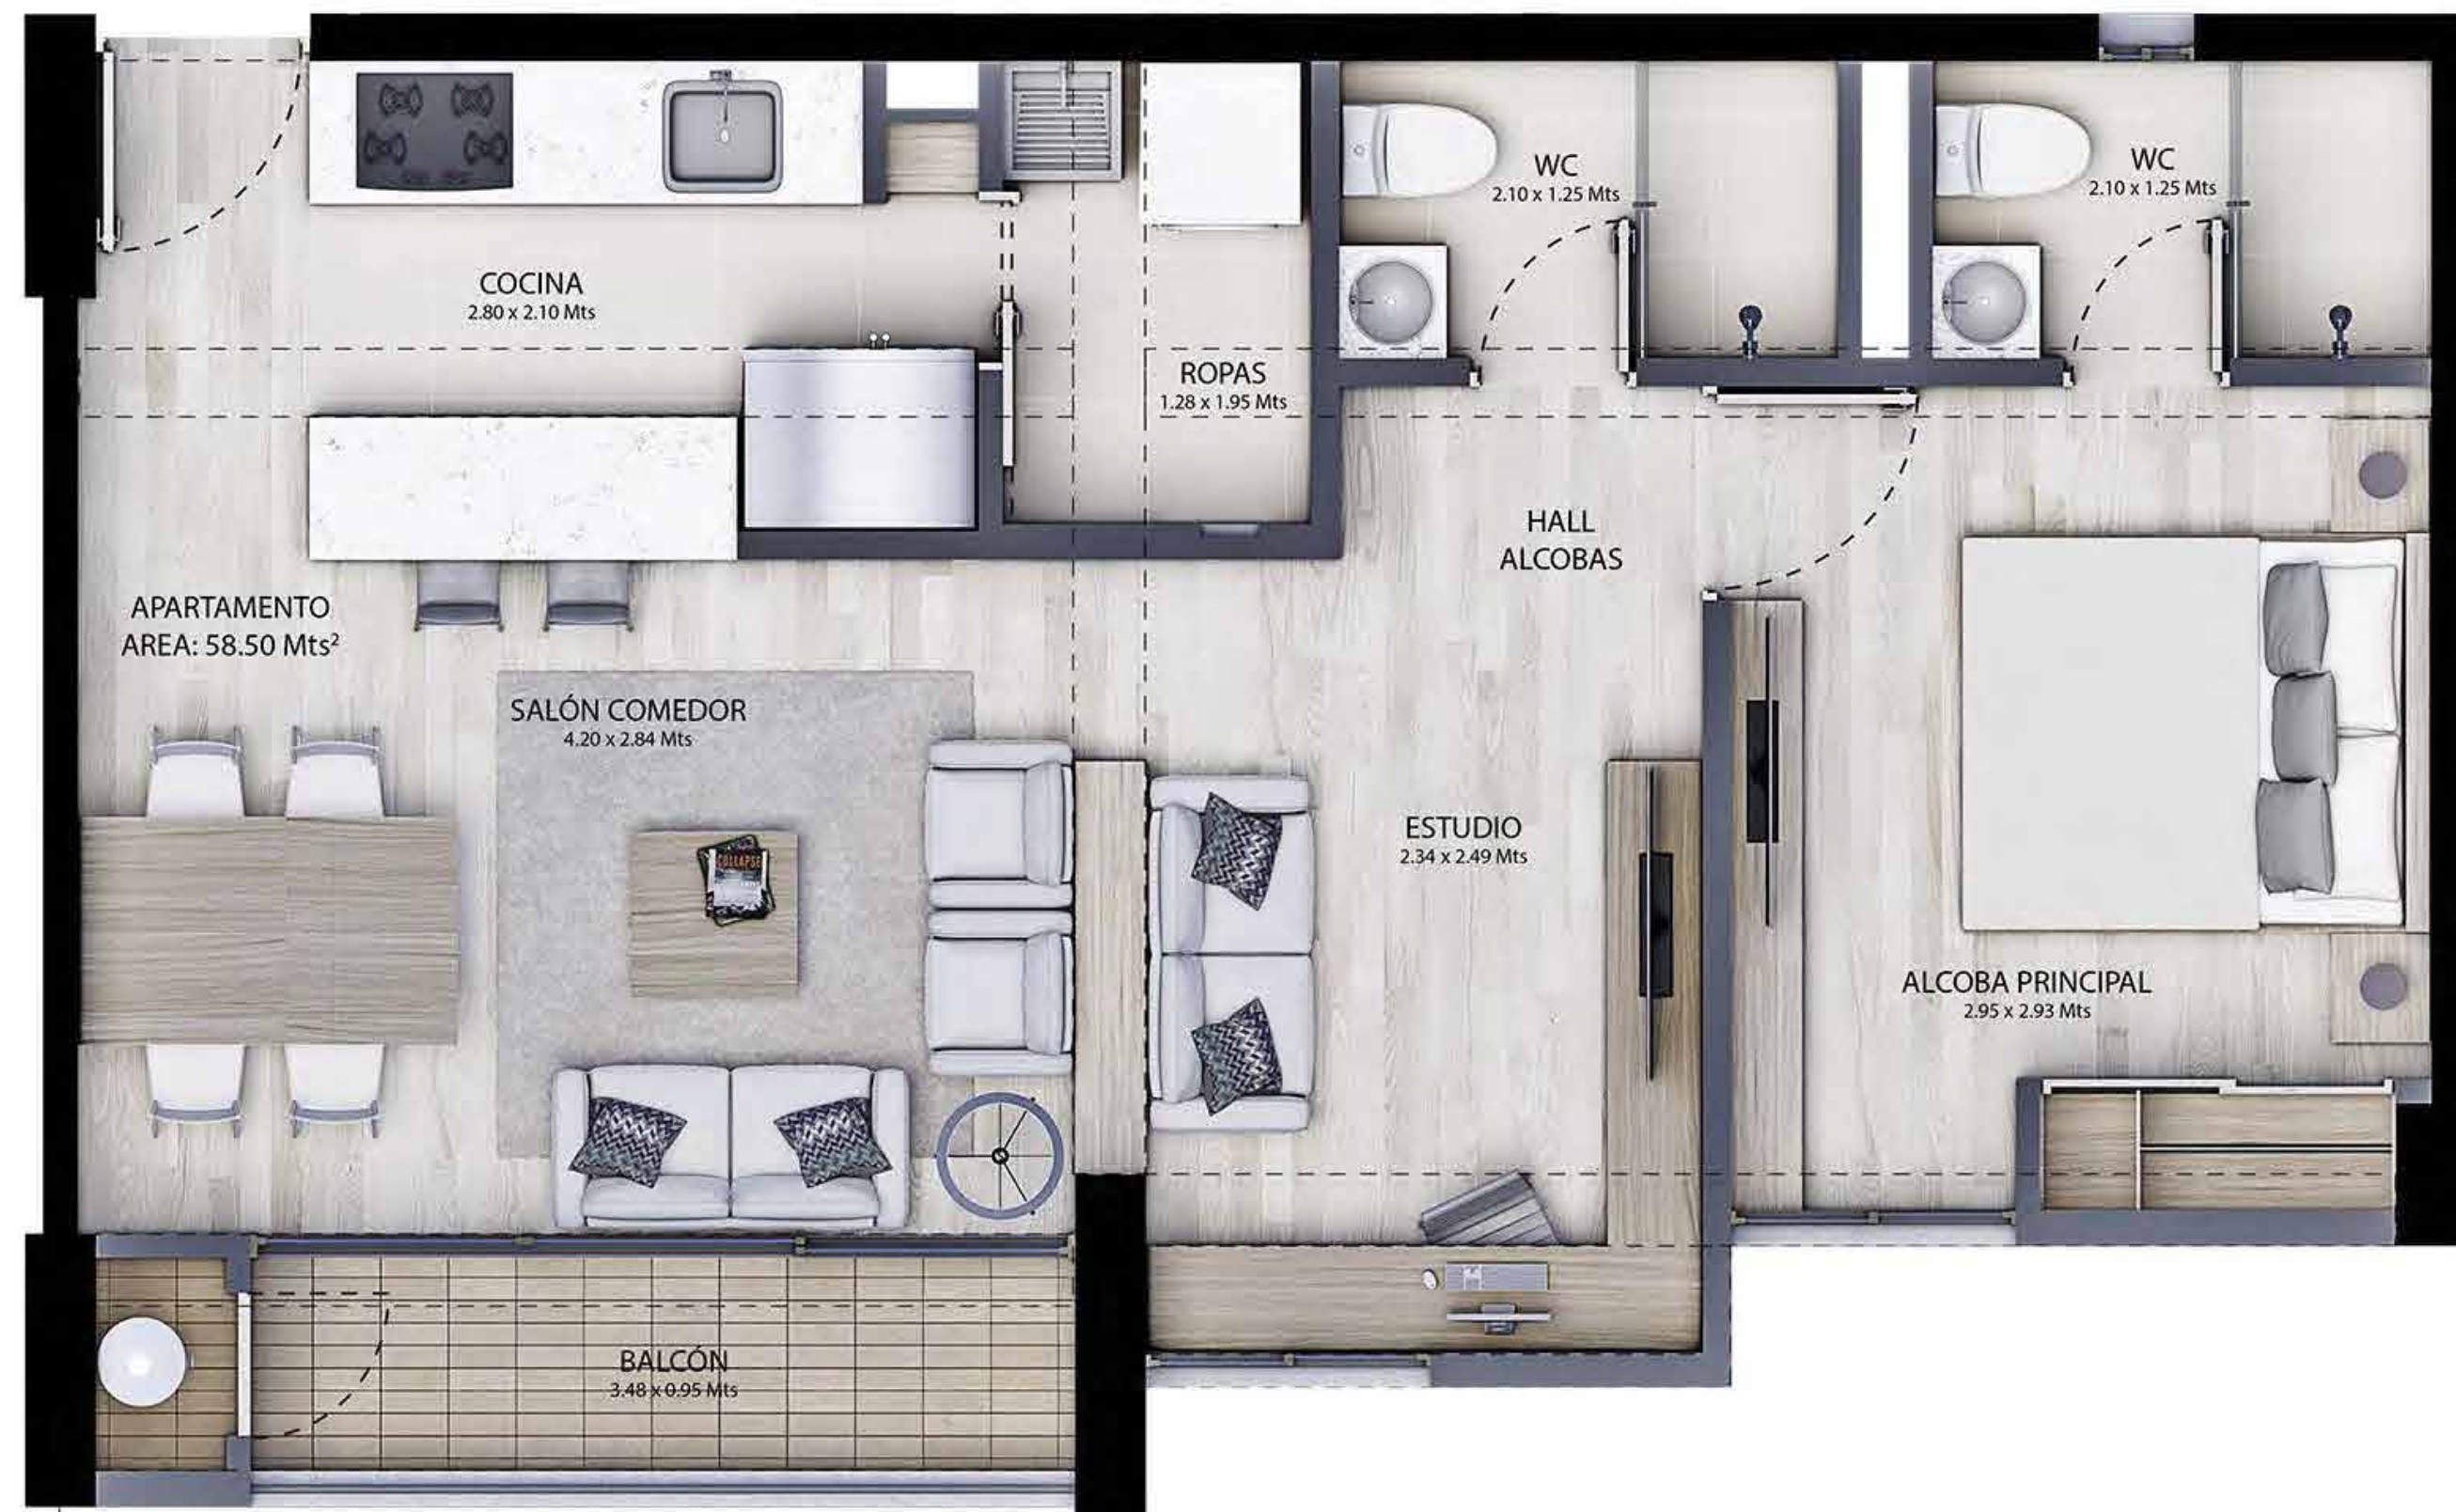 COCINA
2.80 x 2.10 Mts
WC
2.10 x 1.25 Mts
WC
2.10 x 1.25 Mts
ROPAS
1.28 x 1.95 Mts
HALL
ALCOBAS
APARTAMENTO
AREA: 58.50 Mts²
SALÓN COMEDOR
4.20 x 2.84 Mts
COLLAPSE
ESTUDIO
2.34 x 2.49 Mts
ALCOBA PRINCIPAL
2.95 x 2.93 Mts
BALCÓN
3.48 x 0.95 Mts